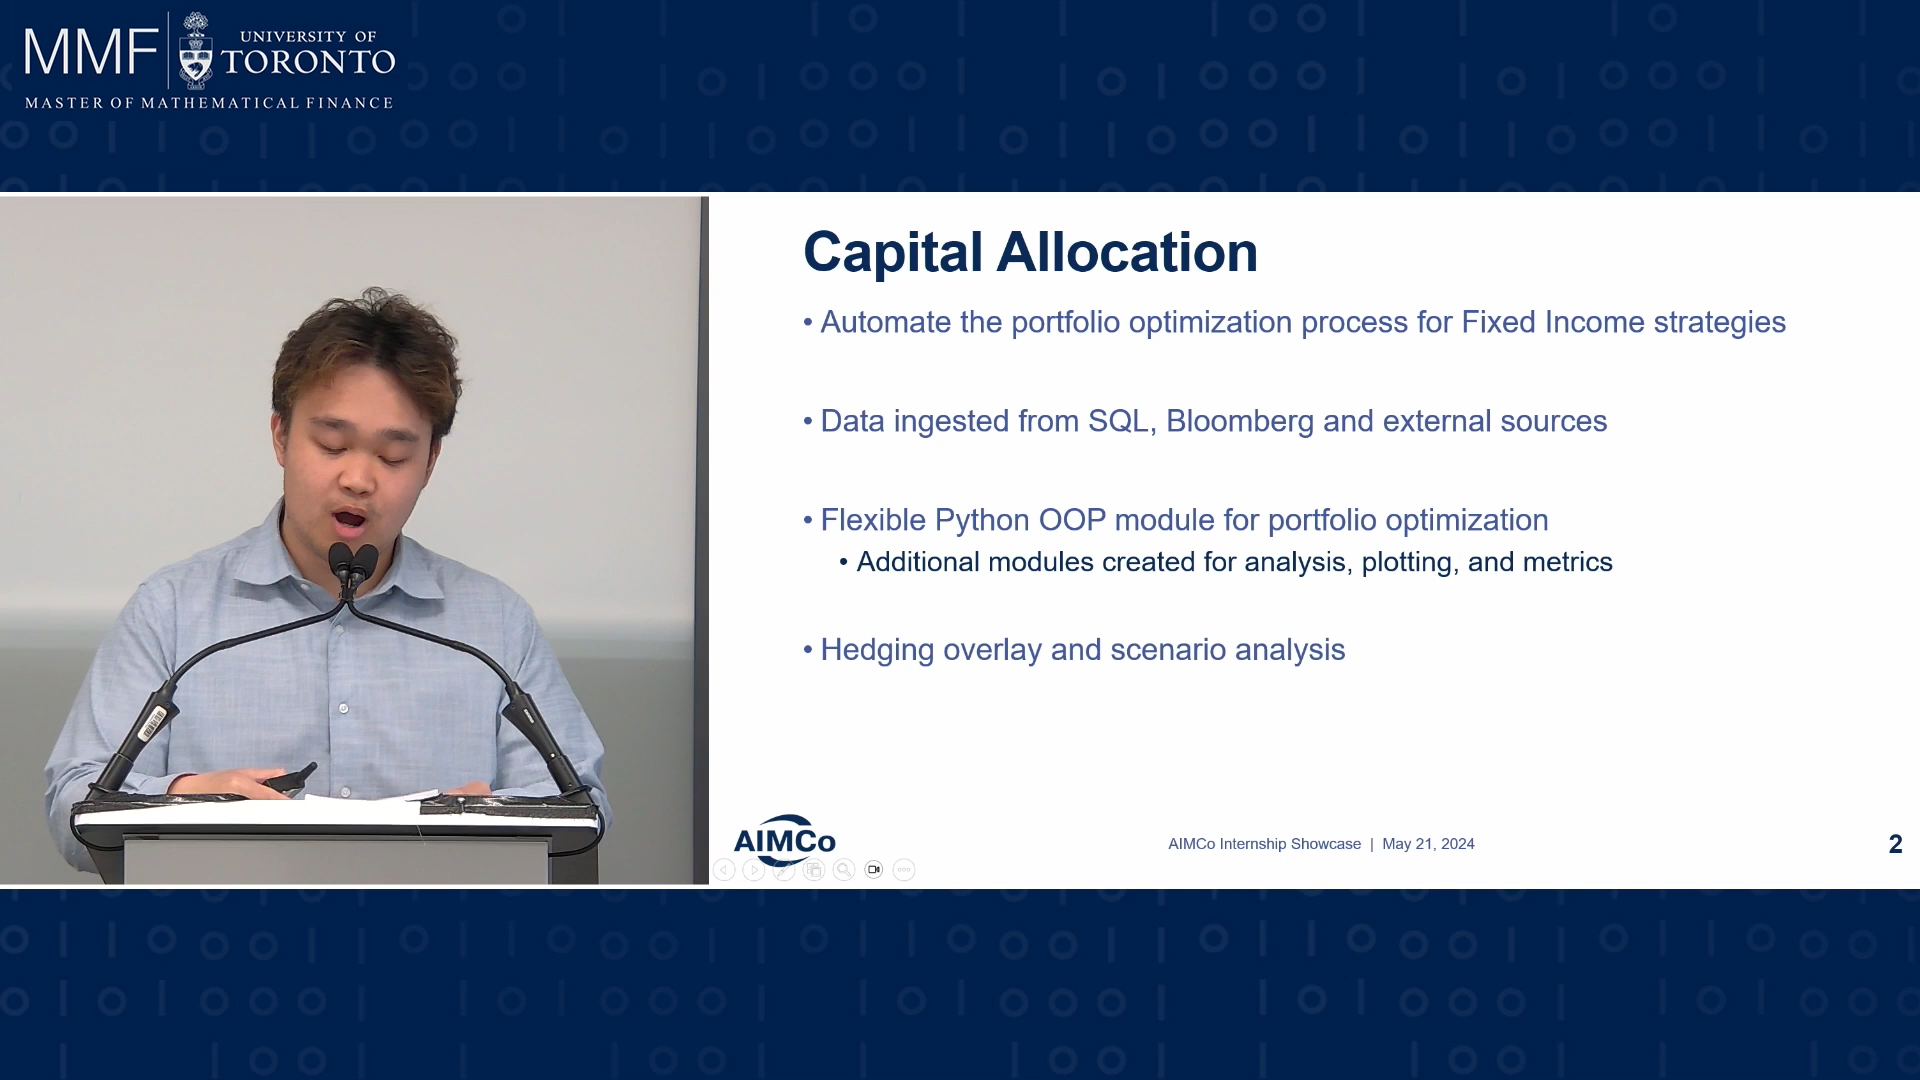 MMF
UNIVERSITY OF
TORONTO
MASTER OF MATHEMATICAL FINANCE
Capital Allocation
• Automate the portfolio optimization process for Fixed Income strategies
• Data ingested from SQL, Bloomberg and external sources
• Flexible Python OOP module for portfolio optimization
• Additional modules created for analysis, plotting, and metrics
• Hedging overlay and scenario analysis
AIMCo
AIMCo Internship Showcase | May 21, 2024
2